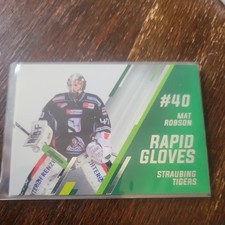 #40
MAT
ROBSON
RAPID
GLOVES
STRAUBING
TIGERS